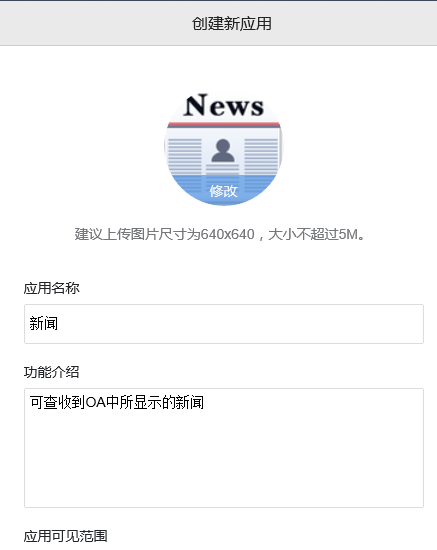 创建新应用
News
修改
建议上传图片尺寸为640x640，大小不超过5M。
应用名称
新闻
功能介绍
可查收到OA中所显示的新闻
应用可见范围